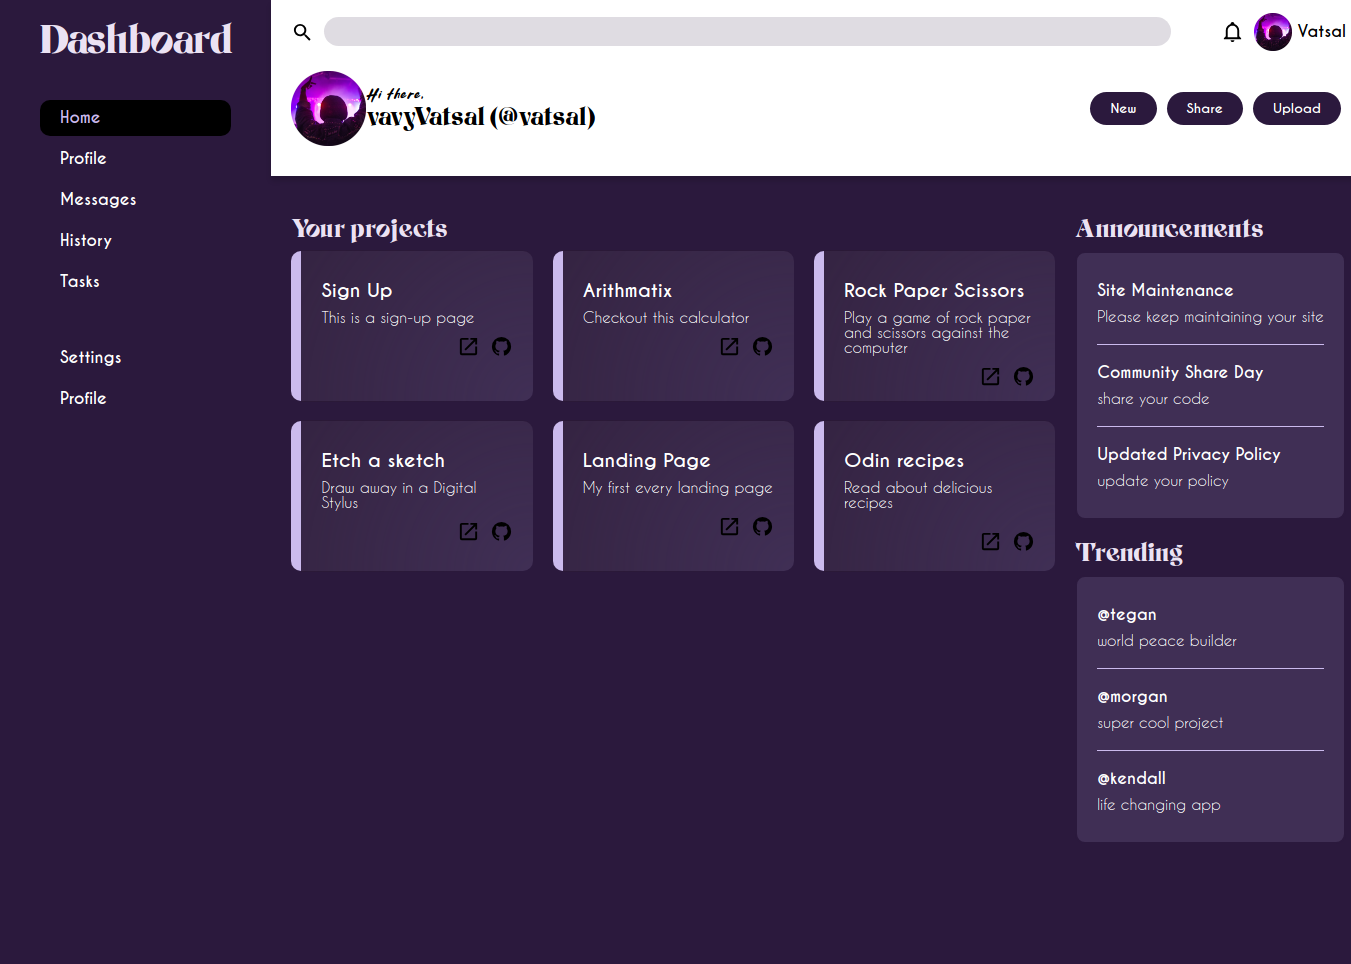 Dashboard
Home
Profile
Messages
History
Tasks
Settings
Profile
Vatsal
Hi there,
vavyVatsal (@vatsal)
New
Share
Upload
Your projects
Sign Up
This is a sign-up page
Arithmatix
Checkout this calculator
Rock Paper Scissors
Play a game of rock paper
and scissors against the
computer
Etch a sketch
Draw away in a Digital
Stylus
Landing Page
My first every landing page
Odin recipes
Read about delicious
recipes
Announcements
Site Maintenance
Please keep maintaining your site
Community Share Day
share your code
Updated Privacy Policy
update your policy
Trending
@tegan
world peace builder
@morgan
super cool project
@kendall
life changing app